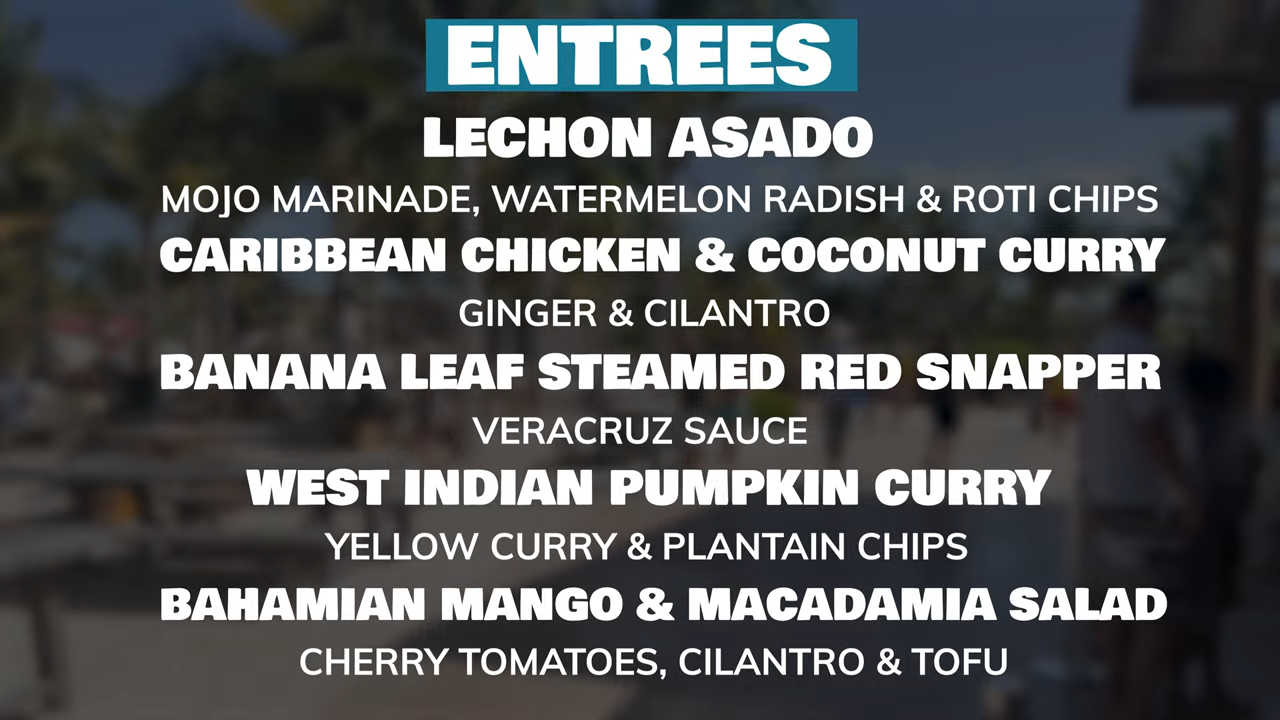 ENTREES
LECHON ASADO
MOJO MARINADE, WATERMELON RADISH & ROTI CHIPS
CARIBBEAN CHICKEN & COCONUT CURRY
GINGER & CILANTRO
BANANA LEAF STEAMED RED SNAPPER
VERACRUZ SAUCE
WEST INDIAN PUMPKIN CURRY
YELLOW CURRY & PLANTAIN CHIPS
BAHAMIAN MANGO & MACADAMIA SALAD
CHERRY TOMATOES, CILANTRO & TOFU